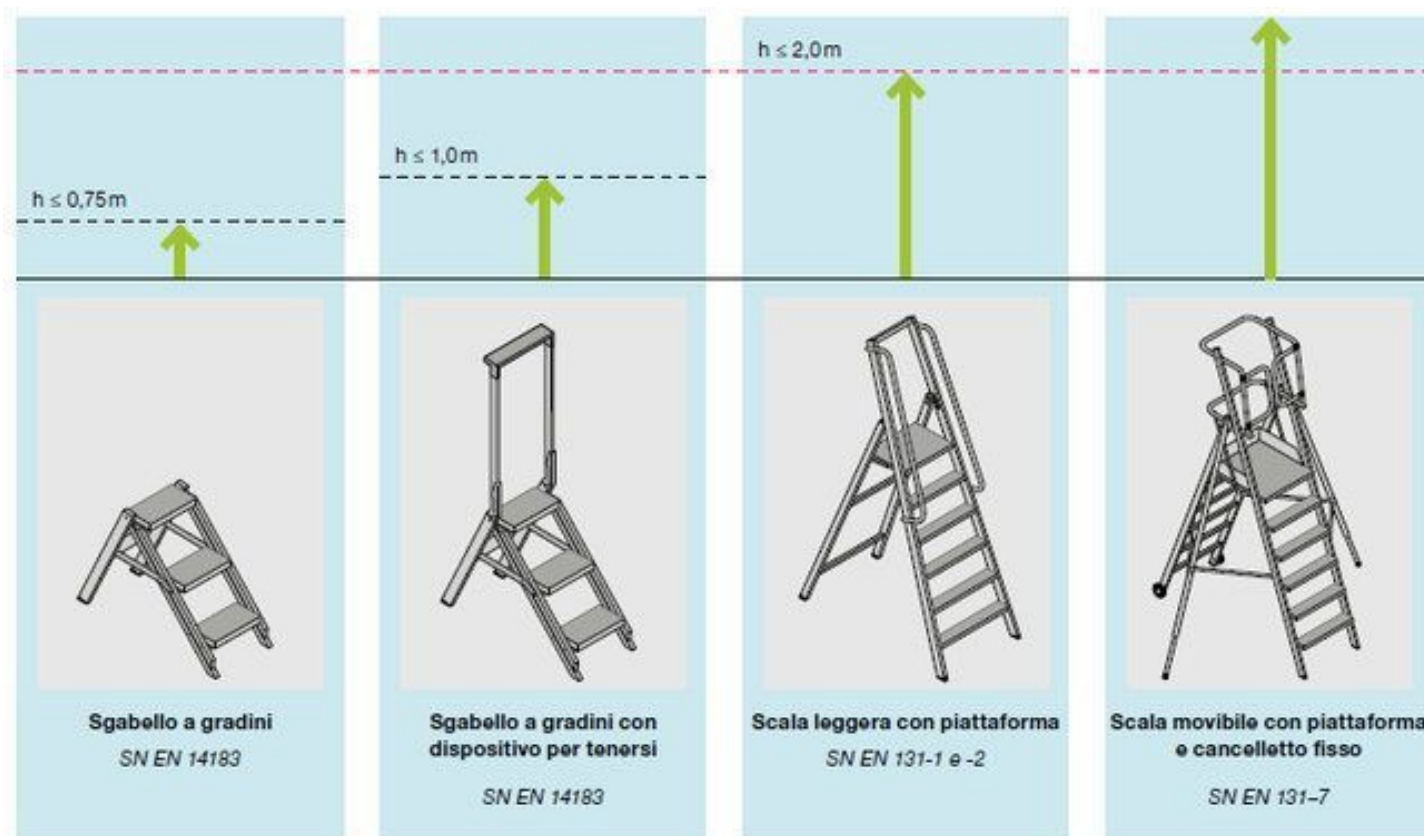 h ≤ 2,0m
h ≤ 1,0m
h ≤ 0,75m
Sgabello a gradini
SN EN 14183
Sgabello a gradini con
dispositivo per tenersi
SN EN 14183
Scala leggera con piattaforma
SN EN 131-1 e -2
Scala movibile con piattaforma
e cancelletto fisso
SN EN 131–7